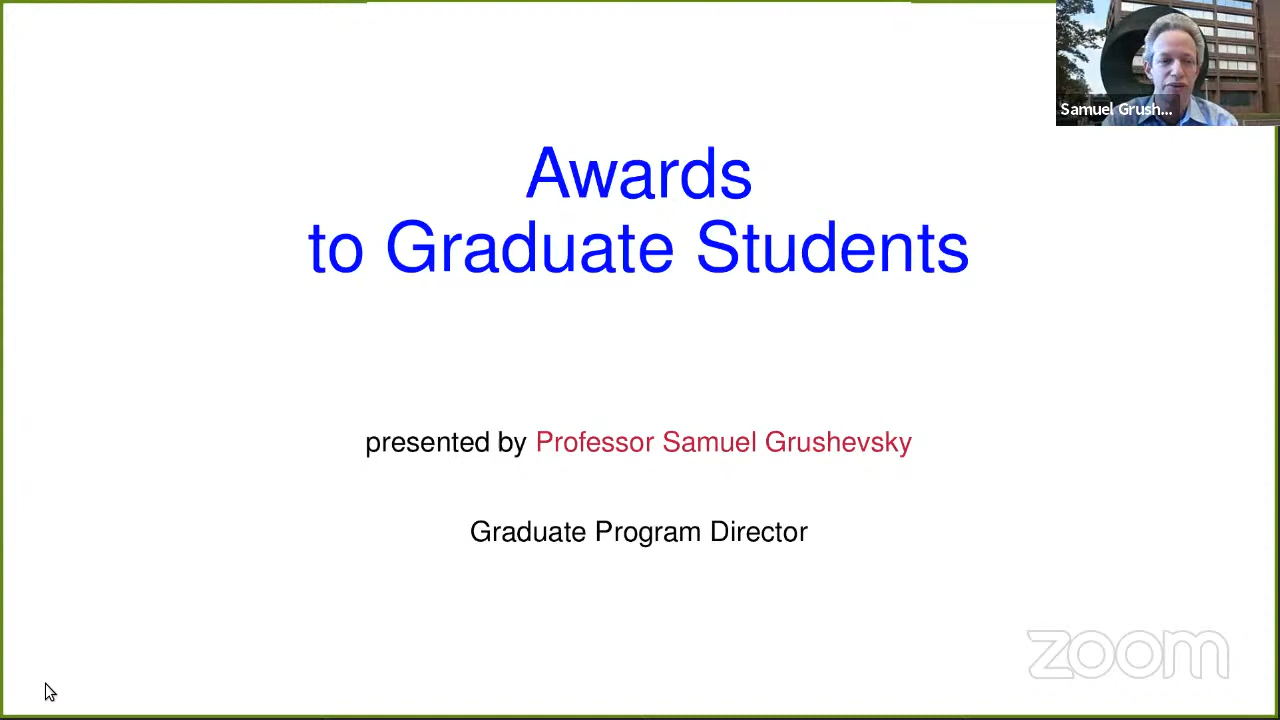 Samuel Grush...
Awards
to Graduate Students
presented by Professor Samuel Grushevsky
Graduate Program Director
zoom